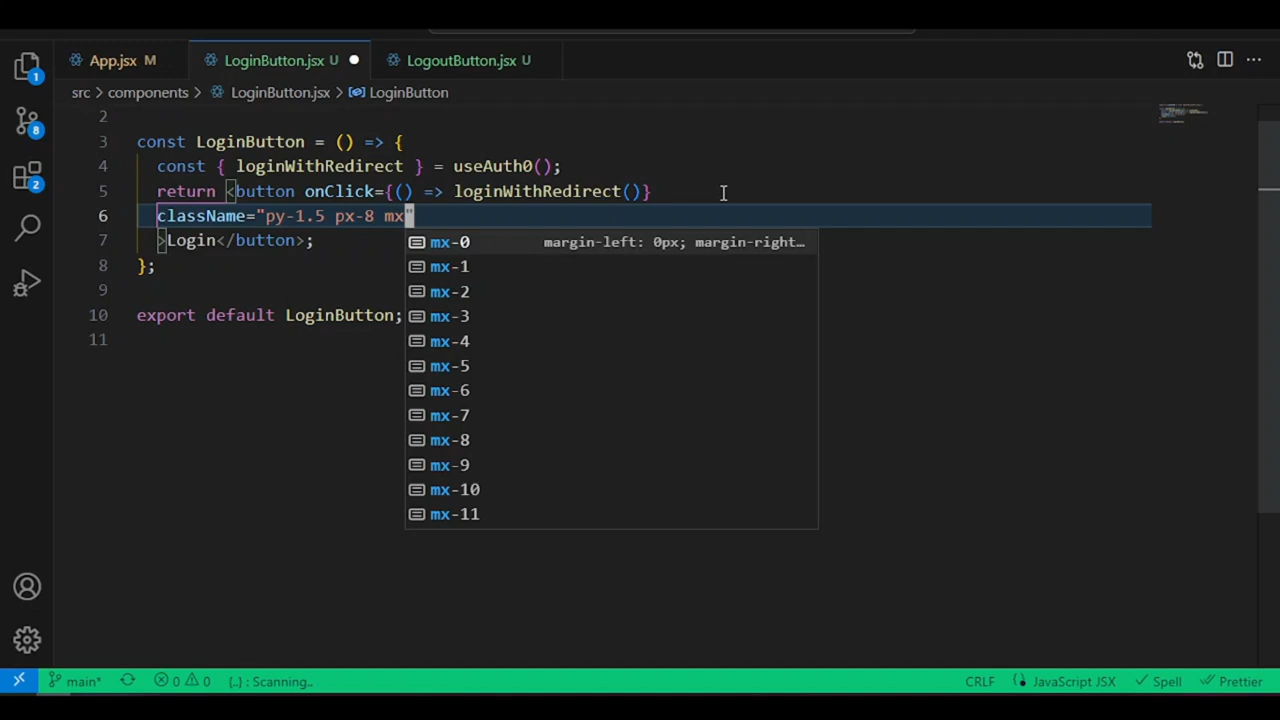 App.jsx M
LoginButton.jsx U
LogoutButton.jsx U
src > components > LoginButton.jsx > LoginButton
2
3 const LoginButton = () => {
4 const { loginWithRedirect } = useAuth0();
5 return <button onClick={() => loginWithRedirect()}
6 className="py-1.5 px-8 mx"
7 >Login</button>;
8 };
9
10 export default LoginButton;
11
mx-0 margin-left: 0px; margin-right…
mx-1
mx-2
mx-3
mx-4
mx-5
mx-6
mx-7
mx-8
mx-9
mx-10
mx-11
1
8
2
main* 0 0 {..} : Scanning.. CRLF JavaScript JSX Spell Prettier